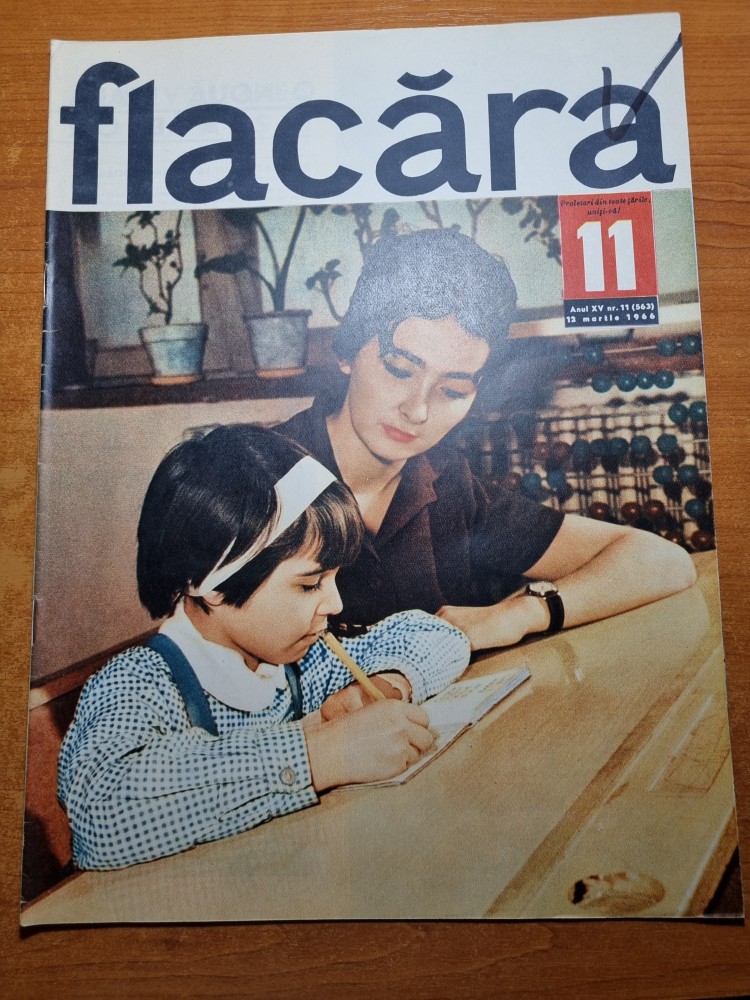 flacăra
Proletari din toate țările,
uniți-vă!
11
Anul XV nr. 11 (563)
12 martie 1966